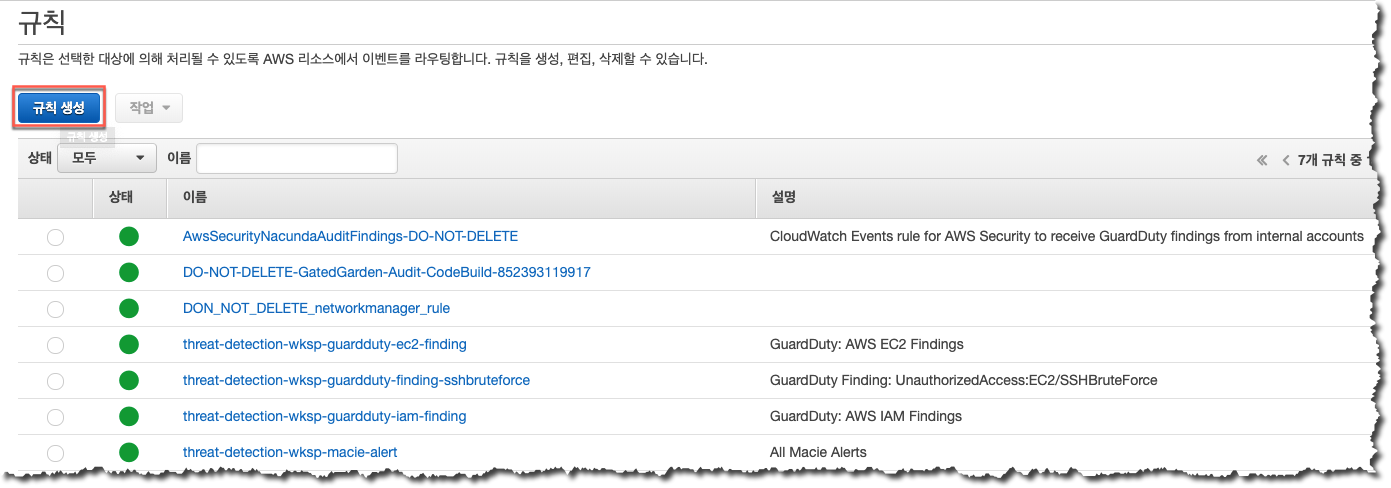 규칙
규칙은 선택한 대상에 의해 처리될 수 있도록 AWS 리소스에서 이벤트를 라우팅합니다. 규칙을 생성, 편집, 삭제할 수 있습니다.
규칙 생성 작업
규칙 생성
상태 모두 이름 « ‹ 7개 규칙 중
상태 이름 설명
AwsSecurityNacundaAuditFindings-DO-NOT-DELETE CloudWatch Events rule for AWS Security to receive GuardDuty findings from internal accounts
DO-NOT-DELETE-GatedGarden-Audit-CodeBuild-852393119917
DON_NOT_DELETE_networkmanager_rule
threat-detection-wksp-guardduty-ec2-finding GuardDuty: AWS EC2 Findings
threat-detection-wksp-guardduty-finding-sshbruteforce GuardDuty Finding: UnauthorizedAccess:EC2/SSHBruteForce
threat-detection-wksp-guardduty-iam-finding GuardDuty: AWS IAM Findings
threat-detection-wksp-macie-alert All Macie Alerts